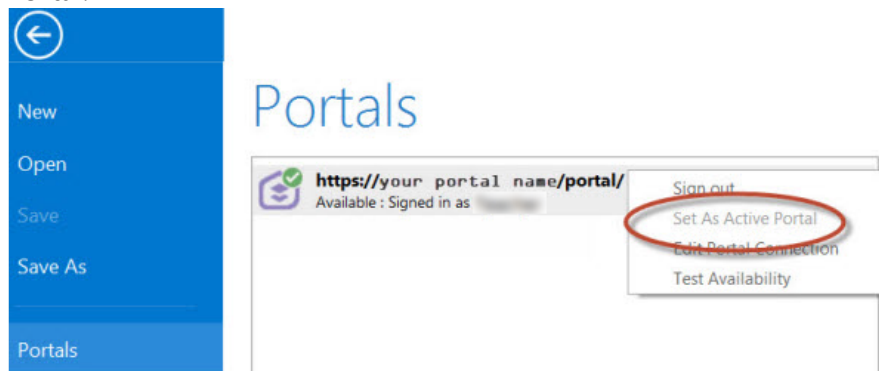 New
Open
Save
Save As
Portals
Portals
https://your portal name/portal/
Available : Signed in as
Sign out
Set As Active Portal
Edit Portal Connection
Test Availability